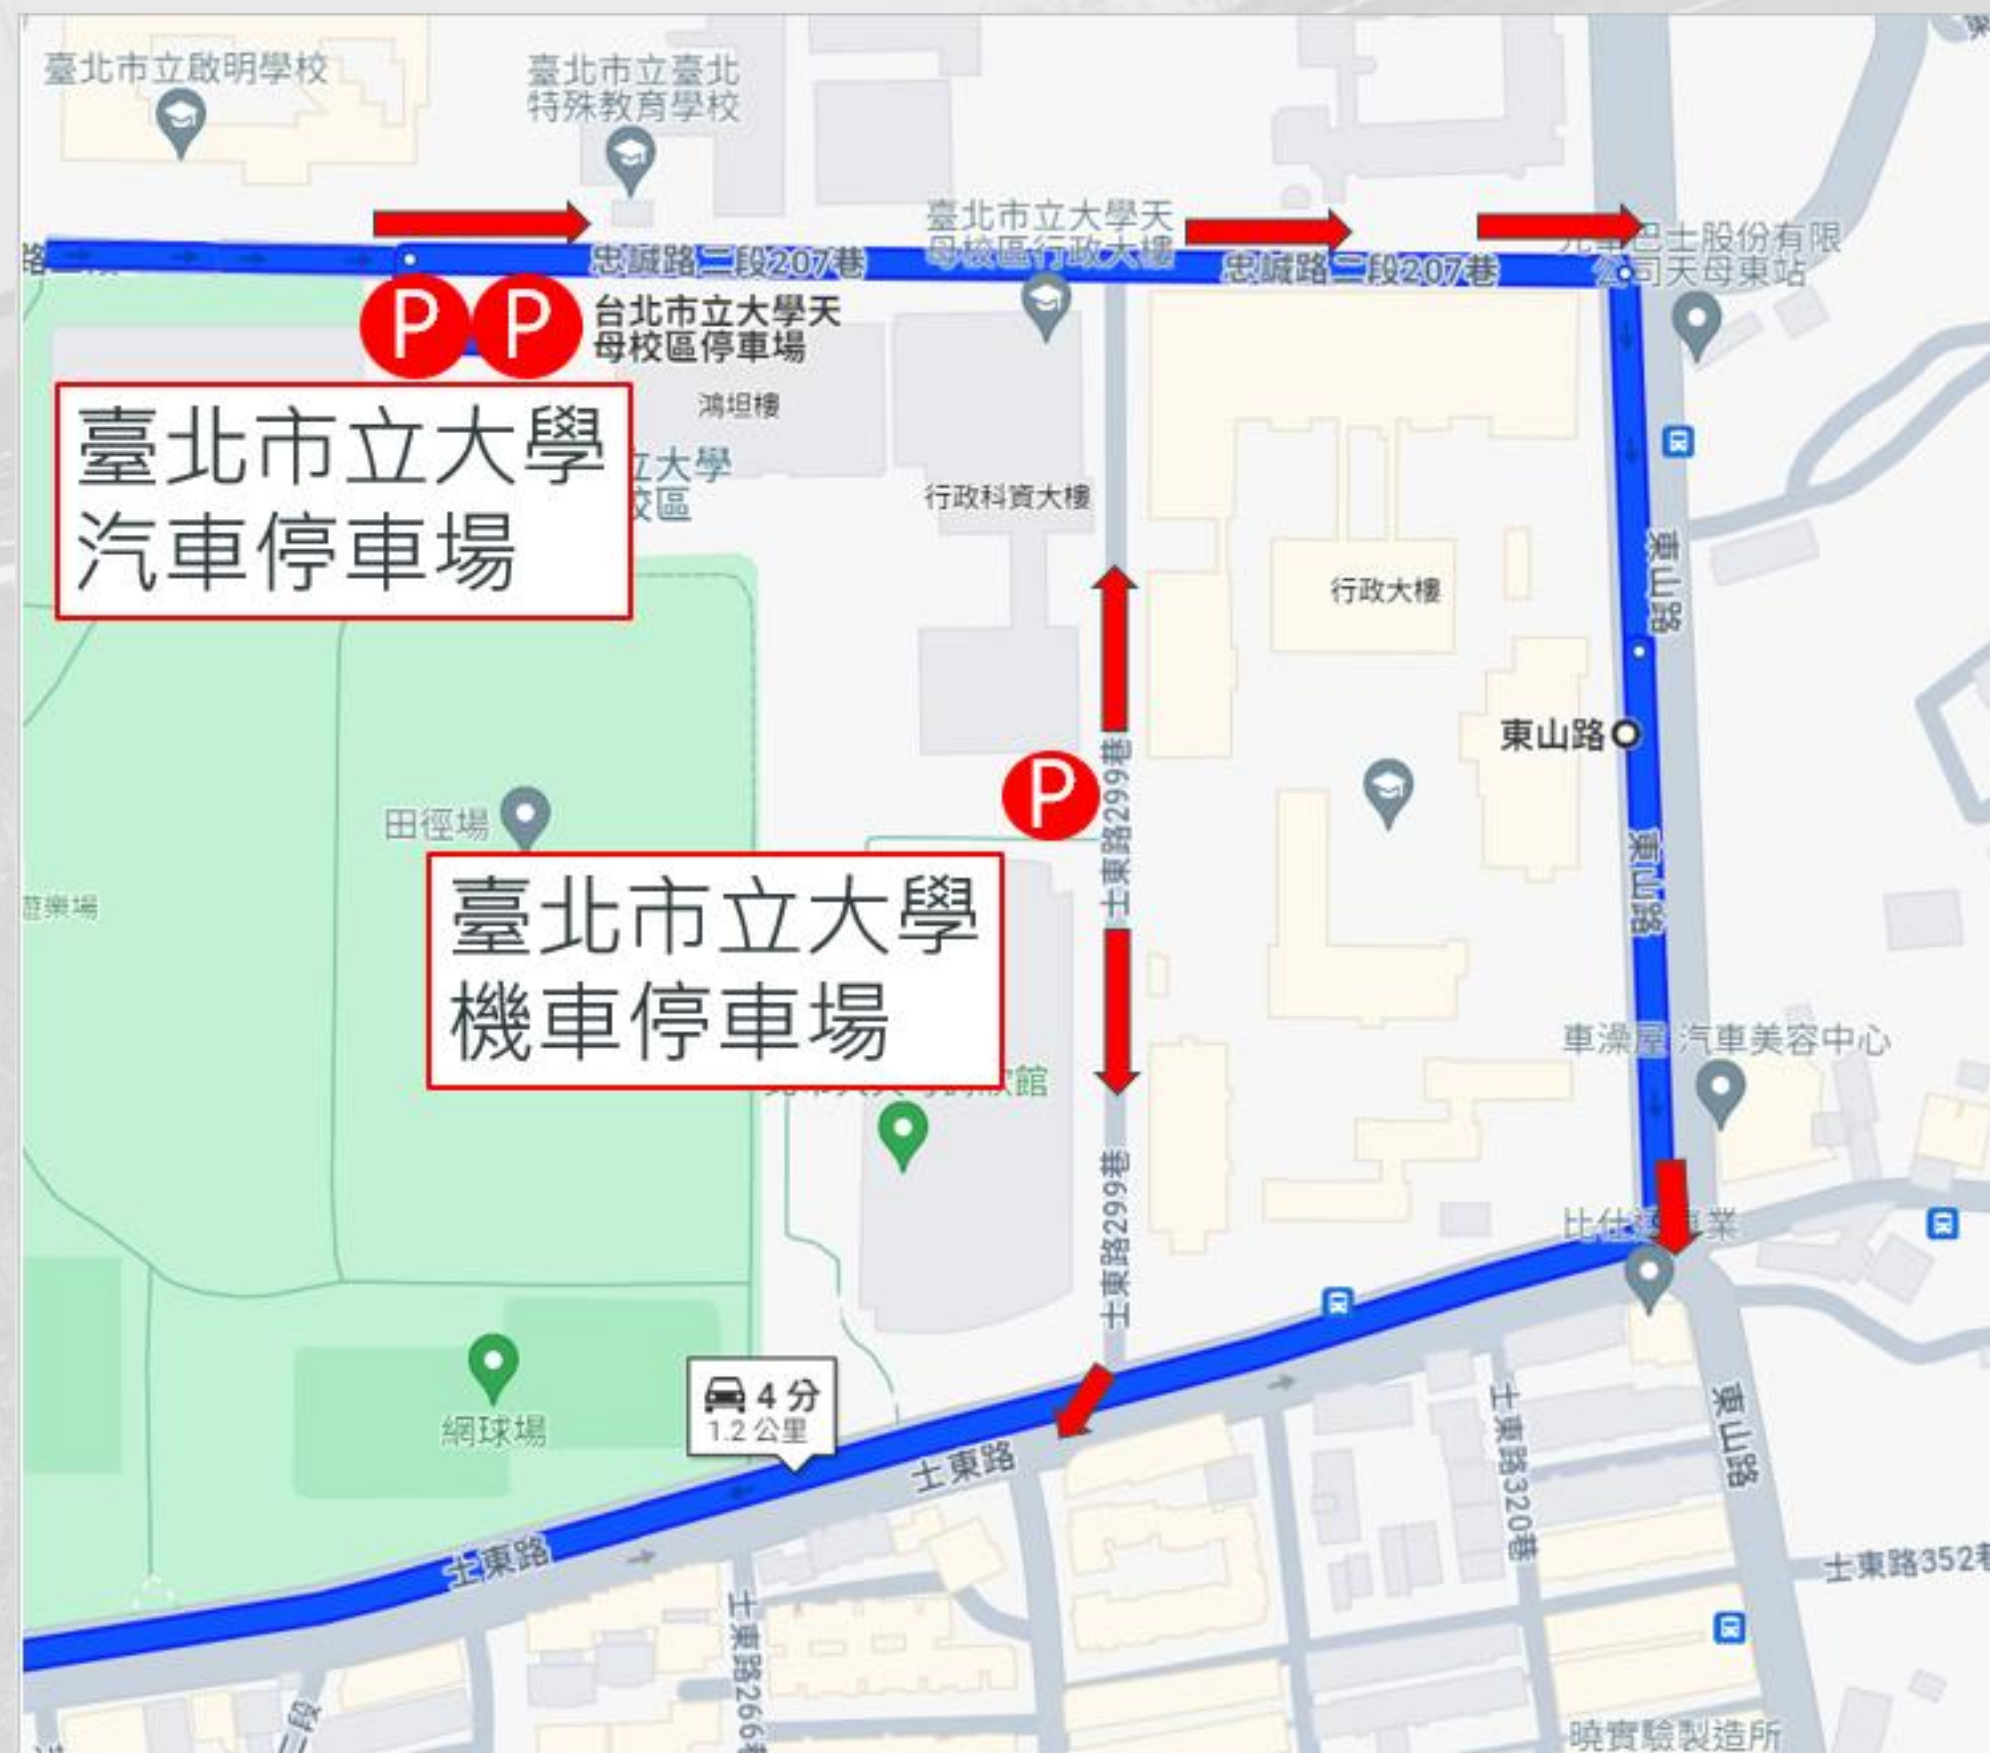 臺北市立啟明學校
臺北市立臺北
特殊教育學校
臺北市立大學天
母校區行政大樓
巴士股份有限
公司天母東站
忠誠路二段207巷
忠誠路二段207巷
P
P
台北市立大學天
母校區停車場
鴻坦樓
臺北市立大學
汽車停車場
立大學
校區
行政科資大樓
行政大樓
東山路
東山路
P
士東路299巷
田徑場
東山路
遊樂場
臺北市立大學
機車停車場
館
車澡屋 汽車美容中心
士東路299巷
比仕
業
4 分
1.2 公里
網球場
士東路
士東路
士東路320巷
東山路
士東路352巷
士東路266巷
二段
曉實驗製造所